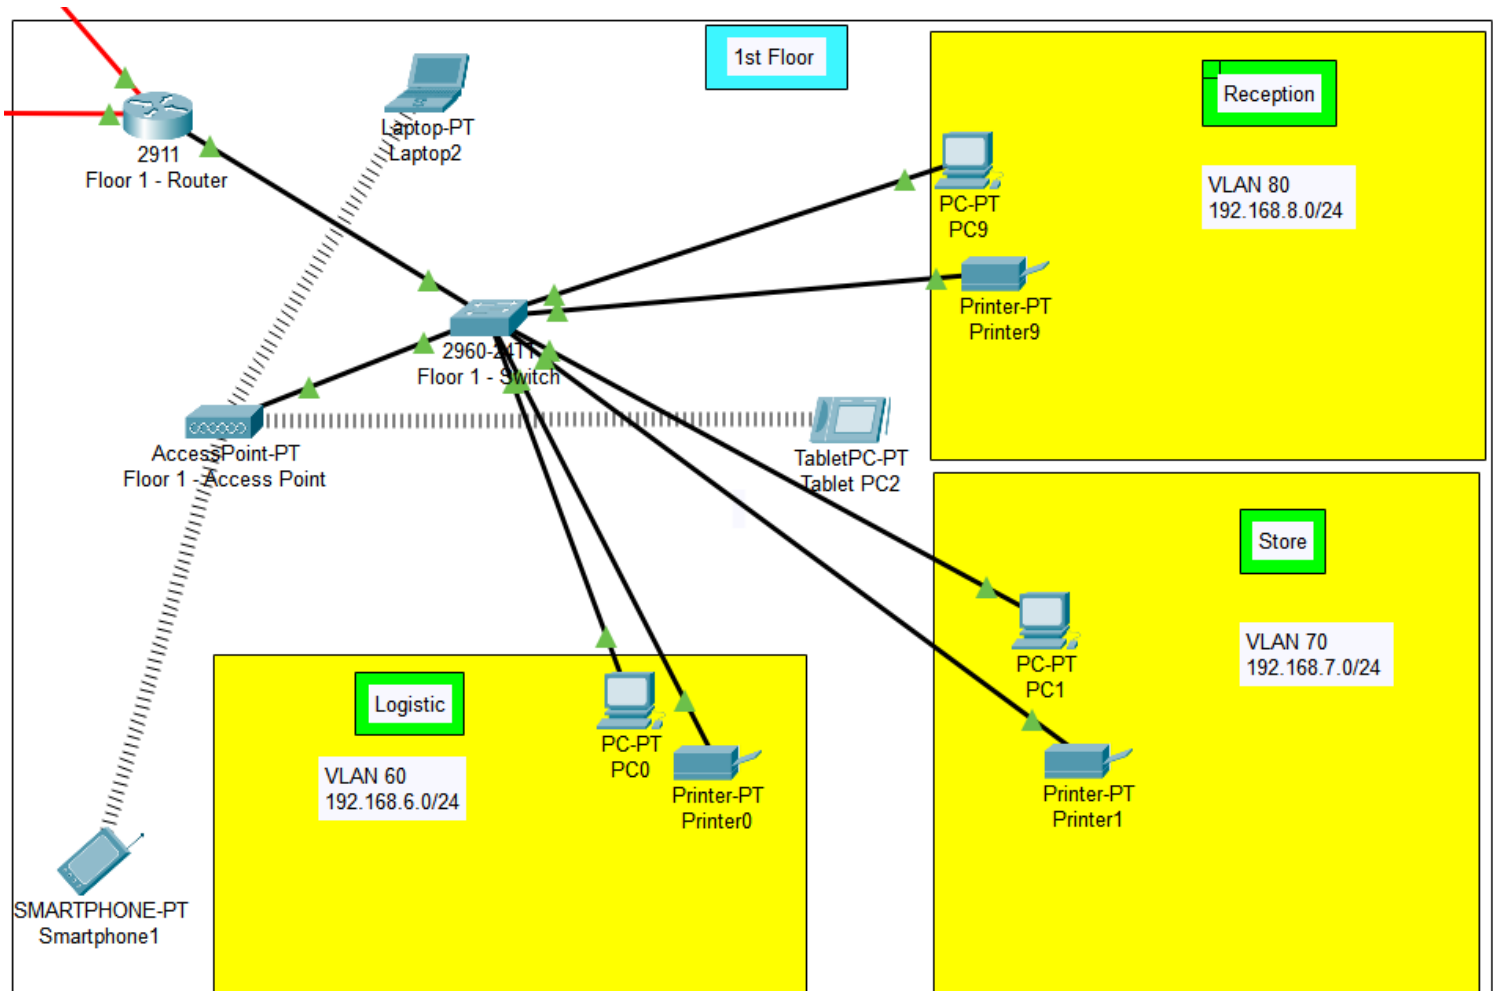 1st Floor
Reception
Laptop-PT
Laptop2
2911
Floor 1 - Router
VLAN 80
192.168.8.0/24
PC-PT
PC9
Printer-PT
Printer9
2960-24TT
Floor 1 - Switch
AccessPoint-PT
Floor 1 - Access Point
TabletPC-PT
Tablet PC2
Store
VLAN 70
192.168.7.0/24
PC-PT
PC1
Logistic
VLAN 60
192.168.6.0/24
PC-PT
PC0
Printer-PT
Printer0
Printer-PT
Printer1
SMARTPHONE-PT
Smartphone1